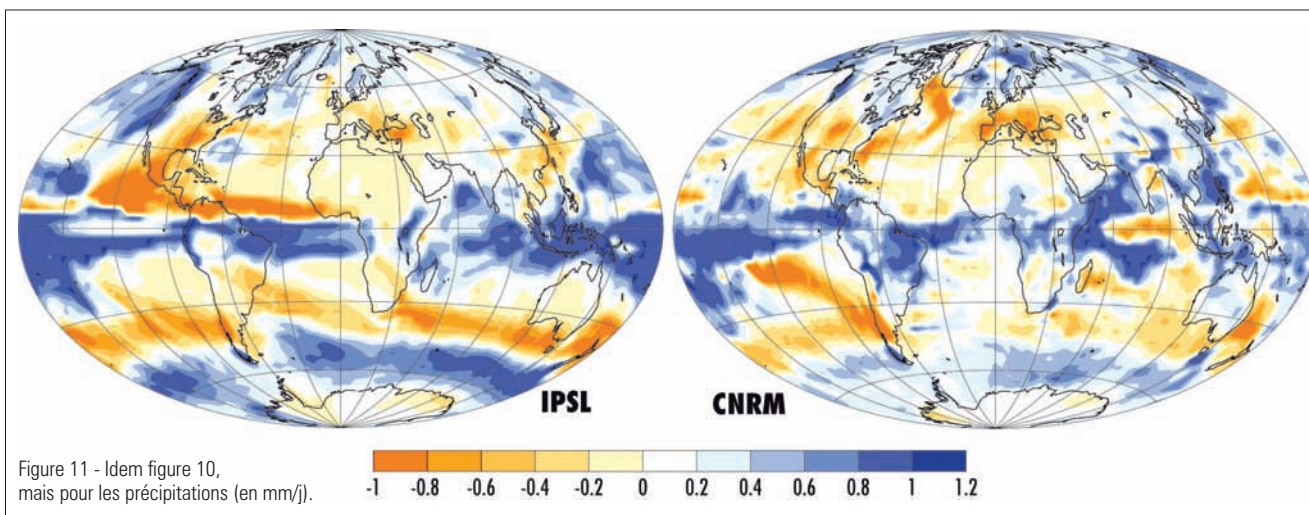 IPSL
CNRM
Figure 11 - Idem figure 10,
mais pour les précipitations (en mm/j).
-1 -0.8 -0.6 -0.4 -0.2 0 0.2 0.4 0.6 0.8 1 1.2